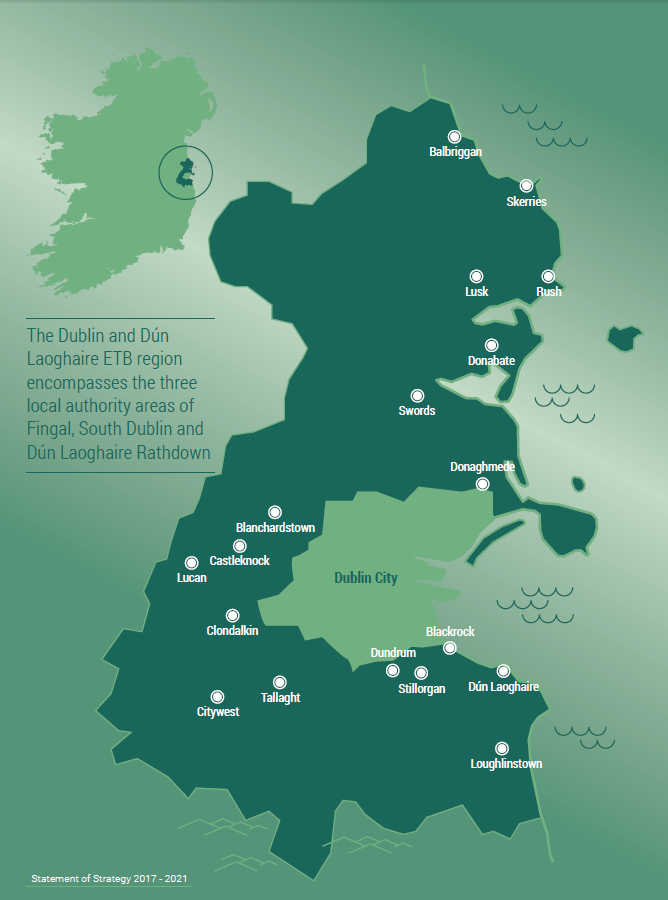 Balbriggan
Skerries
Lusk
Rush
The Dublin and Dún
Laoghaire ETB region
encompasses the three
local authority areas of
Fingal, South Dublin and
Dún Laoghaire Rathdown
Donabate
Swords
Donaghmede
Blanchardstown
Castleknock
Lucan
Dublin City
Clondalkin
Blackrock
Dundrum
Stillorgan
Dún Laoghaire
Tallaght
Citywest
Loughlinstown
Statement of Strategy 2017 - 2021